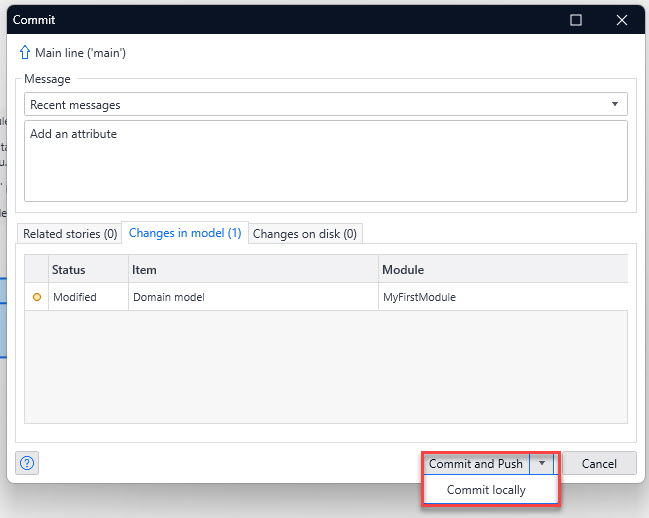 Commit
Main line ('main')
Message
Recent messages
Add an attribute
Related stories (0) Changes in model (1) Changes on disk (0)
Status Item Module
Modified Domain model MyFirstModule
? Commit and Push Cancel
Commit locally